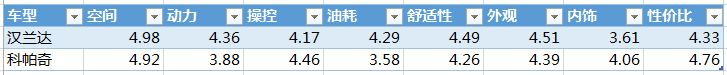 车型 空间 动力 操控 油耗 舒适性 外观 内饰 性价比
汉兰达 4.98 4.36 4.17 4.29 4.49 4.51 3.61 4.33
科帕奇 4.92 3.88 4.46 3.58 4.26 4.39 4.06 4.76